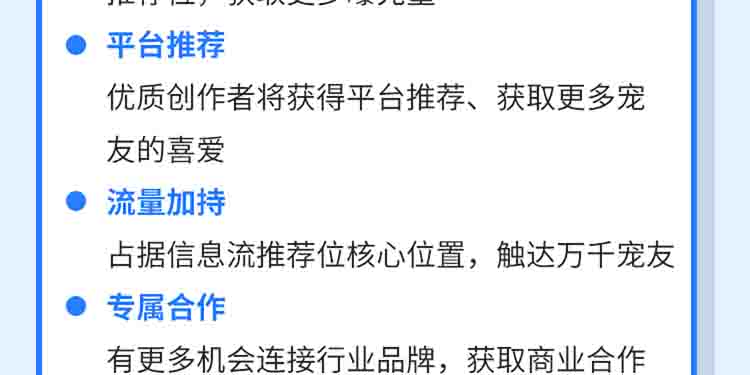 平台推荐
优质创作者将获得平台推荐、获取更多宠
友的喜爱
流量加持
占据信息流推荐位核心位置，触达万千宠友
专属合作
有更多机会连接行业品牌，获取商业合作